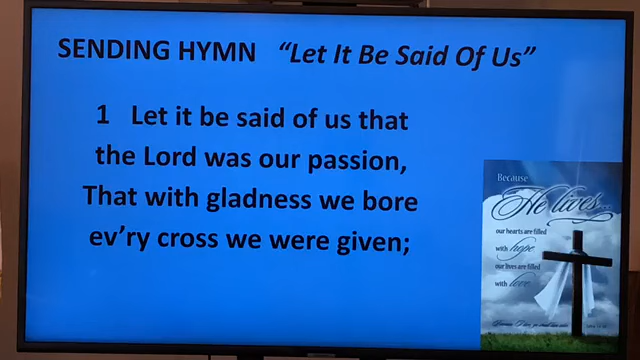 SENDING HYMN “Let It Be Said Of Us”
1 Let it be said of us that
the Lord was our passion,
That with gladness we bore
ev’ry cross we were given;
Because
He lives...
our hearts are filled
with hope
our lives are filled
with love